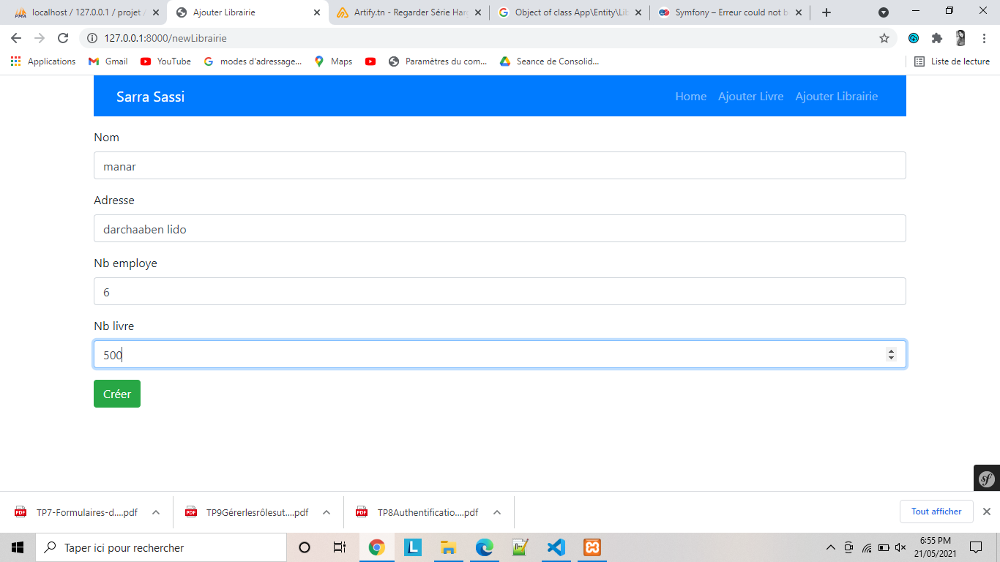 localhost / 127.0.0.1 / projet /
Ajouter Librairie
Artify.tn - Regarder Série Harr
Object of class App\Entity\Lib
Symfony – Erreur could not b
127.0.0.1:8000/newLibrairie
Applications
Gmail
YouTube
modes d'adressage...
Maps
Paramètres du com...
Seance de Consolid...
Liste de lecture
Sarra Sassi
Home
Ajouter Livre
Ajouter Librairie
Nom
manar
Adresse
darchaaben lido
Nb employe
6
Nb livre
500
Créer
sf
TP7-Formulaires-d....pdf
TP9Gérerlesrôlesut....pdf
TP8Authentificatio....pdf
Tout afficher
Taper ici pour rechercher
6:55 PM
21/05/2021